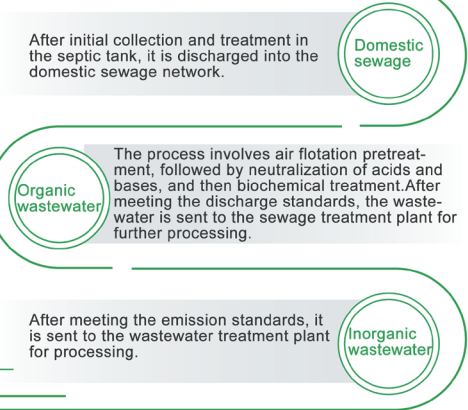 After initial collection and treatment in
the septic tank, it is discharged into the
domestic sewage network.
Domestic
sewage
Organic
wastewater
The process involves air flotation pretreat-
ment, followed by neutralization of acids and
bases, and then biochemical treatment.After
meeting the discharge standards, the waste-
water is sent to the sewage treatment plant for
further processing.
After meeting the emission standards, it
is sent to the wastewater treatment plant
for processing.
Inorganic
wastewater